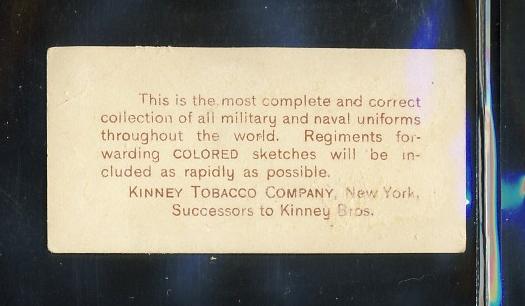 This is the most complete and correct
collection of all military and naval uniforms
throughout the world. Regiments for-
warding COLORED sketches will be in-
cluded as rapidly as possible.
KINNEY TOBACCO COMPANY, New York,
Successors to Kinney Bros.